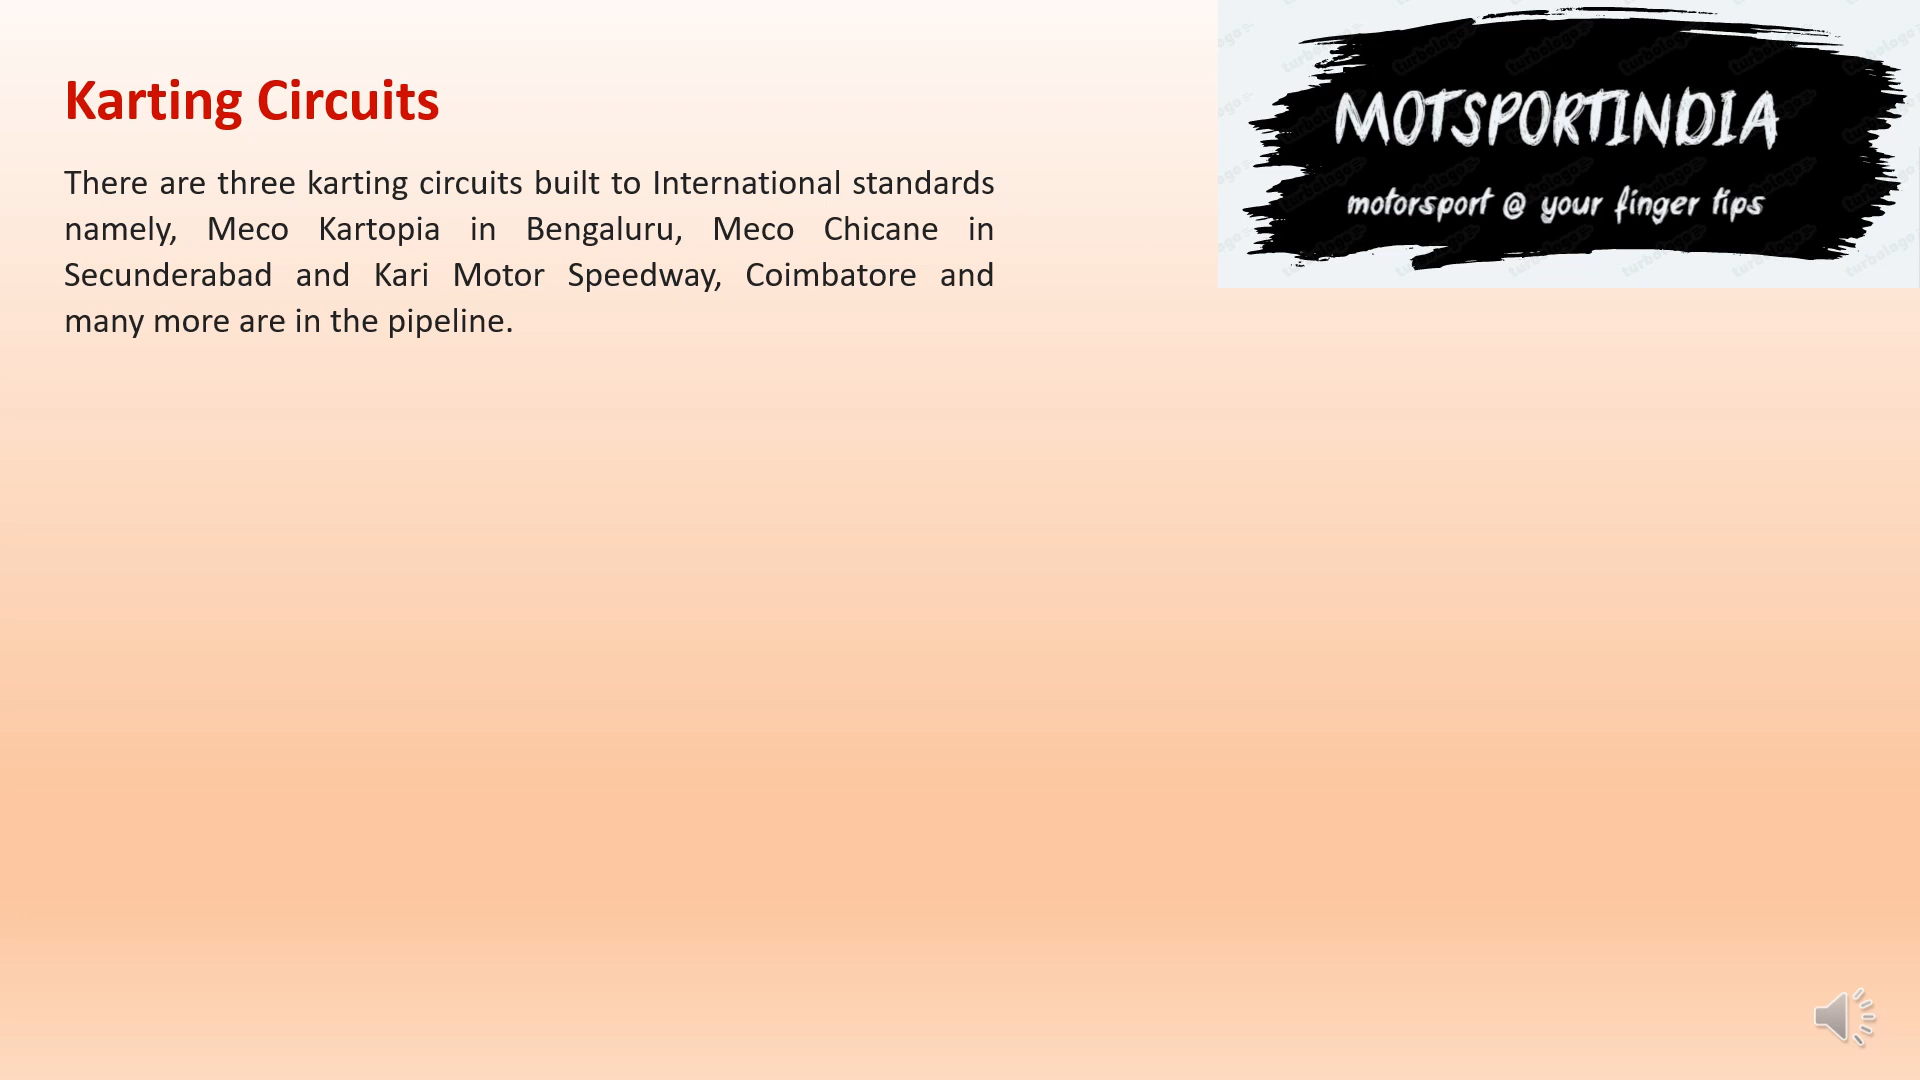 Karting Circuits
There are three karting circuits built to International standards
namely, Meco Kartopia in Bengaluru, Meco Chicane in
Secunderabad and Kari Motor Speedway, Coimbatore and
many more are in the pipeline.
MOTSPORTINDIA
motorsport @ your finger tips